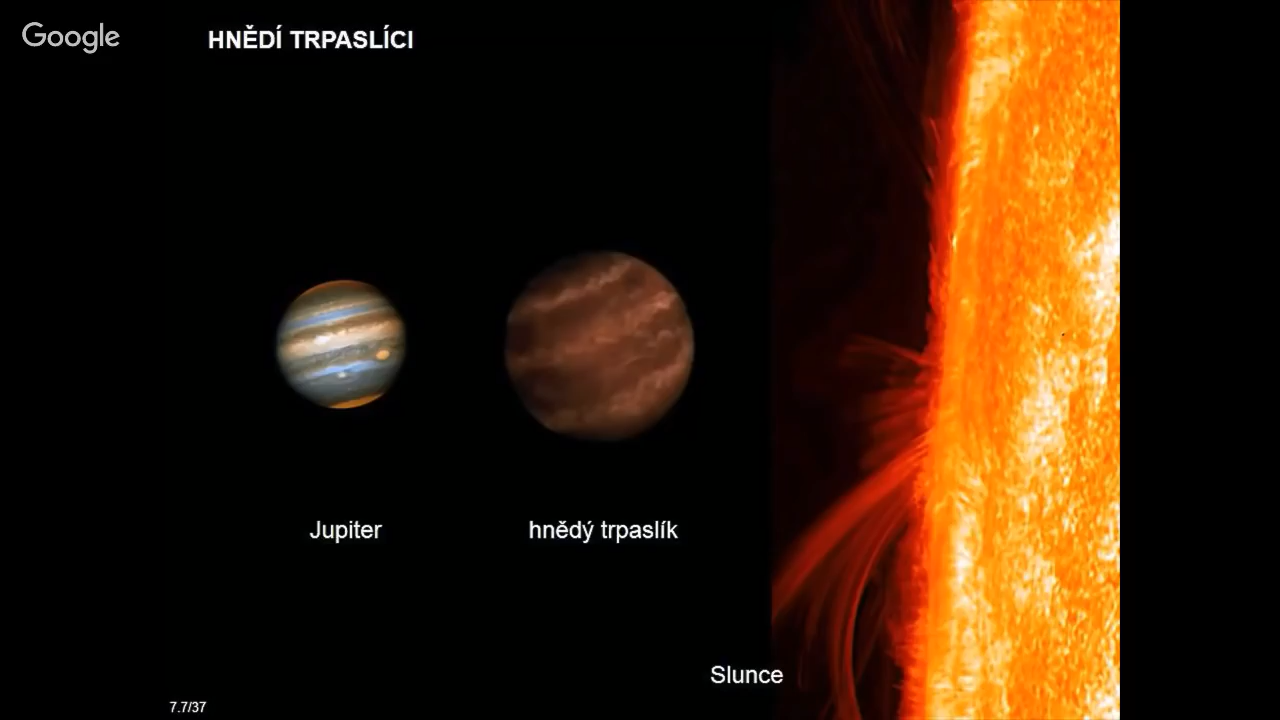 Google
HNĚDÍ TRPASLÍCI
Jupiter
hnědý trpaslík
Slunce
7.7/37